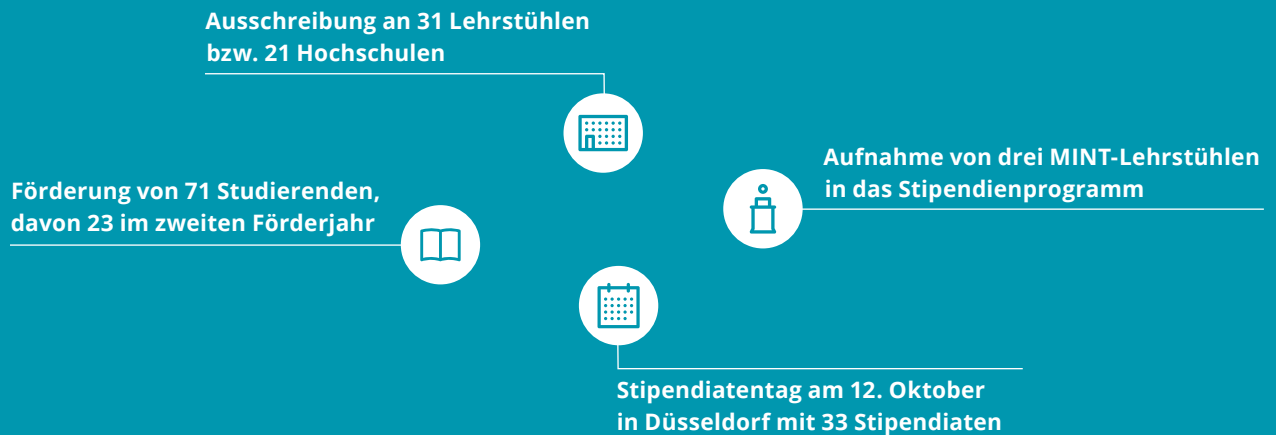 Ausschreibung an 31 Lehrstühlen
bzw. 21 Hochschulen
Aufnahme von drei MINT-Lehrstühlen
in das Stipendienprogramm
Förderung von 71 Studierenden,
davon 23 im zweiten Förderjahr
Stipendiatentag am 12. Oktober
in Düsseldorf mit 33 Stipendiaten